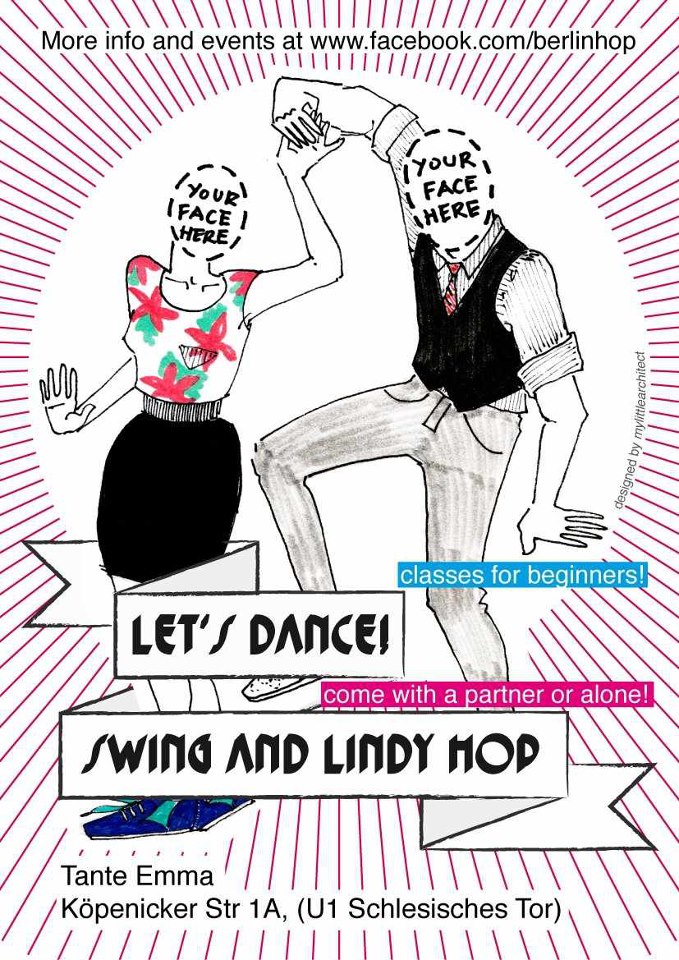 More info and events at www.facebook.com/berlinhop
YOUR
FACE
HERE
YOUR
FACE
HERE
designed by mylittlearchitect
classes for beginners!
LET'S DANCE!
come with a partner or alone!
SWING AND LINDY HOP
Tante Emma
Köpenicker Str 1A, (U1 Schlesisches Tor)